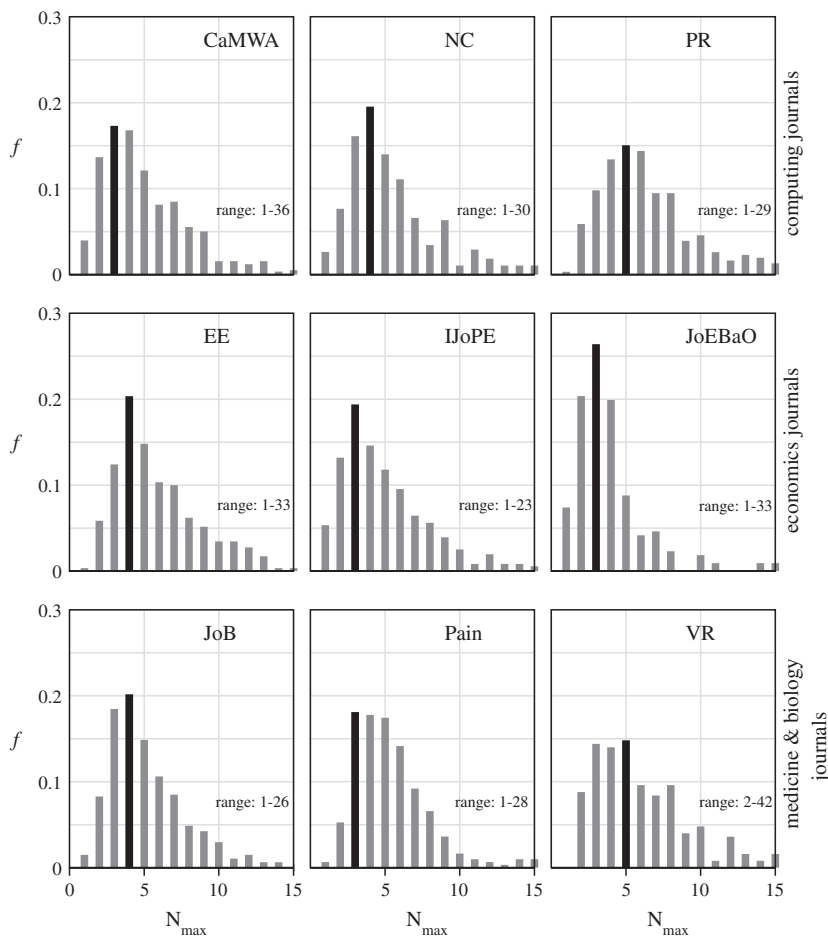 0.3
CaMWA
NC
PR
0.2
f
0.1
range: 1-36
range: 1-30
range: 1-29
0
computing journals
0.3
EE
IJoPE
JoEBaO
0.2
f
0.1
range: 1-33
range: 1-23
range: 1-33
0
economics journals
0.3
JoB
Pain
VR
0.2
f
0.1
range: 1-26
range: 1-28
range: 2-42
0
medicine & biology
journals
0 5 10 15 5 10 15 5 10 15
Nmax Nmax Nmax